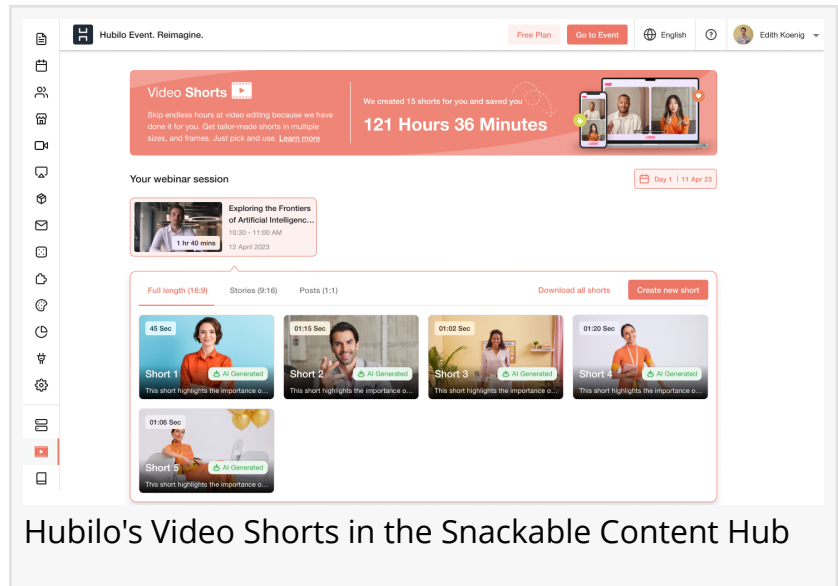 Hubilo Event. Reimagine.
Free Plan
Go to Event
English
Edith Koenig
Video Shorts
Skip endless hours at video editing because we have
done it for you. Get tailor-made shorts in multiple
sizes, and frames. Just pick and use. Learn more
We created 15 shorts for you and saved you
121 Hours 36 Minutes
Your webinar session
Day 1 | 11 Apr 23
1 hr 40 mins
Exploring the Frontiers
of Artificial Intelligenc...
10:30 - 11:00 AM
12 April 2023
Full length (16:9)
Stories (9:16)
Posts (1:1)
Download all shorts
Create new short
45 Sec
Short 1
AI Generated
This short highlights the importance o...
01:15 Sec
Short 2
AI Generated
This short highlights the importance o...
01:02 Sec
Short 3
AI Generated
This short highlights the importance o...
01:20 Sec
Short 4
AI Generated
This short highlights the importance o...
01:06 Sec
Short 5
AI Generated
This short highlights the importance o...
Hubilo's Video Shorts in the Snackable Content Hub